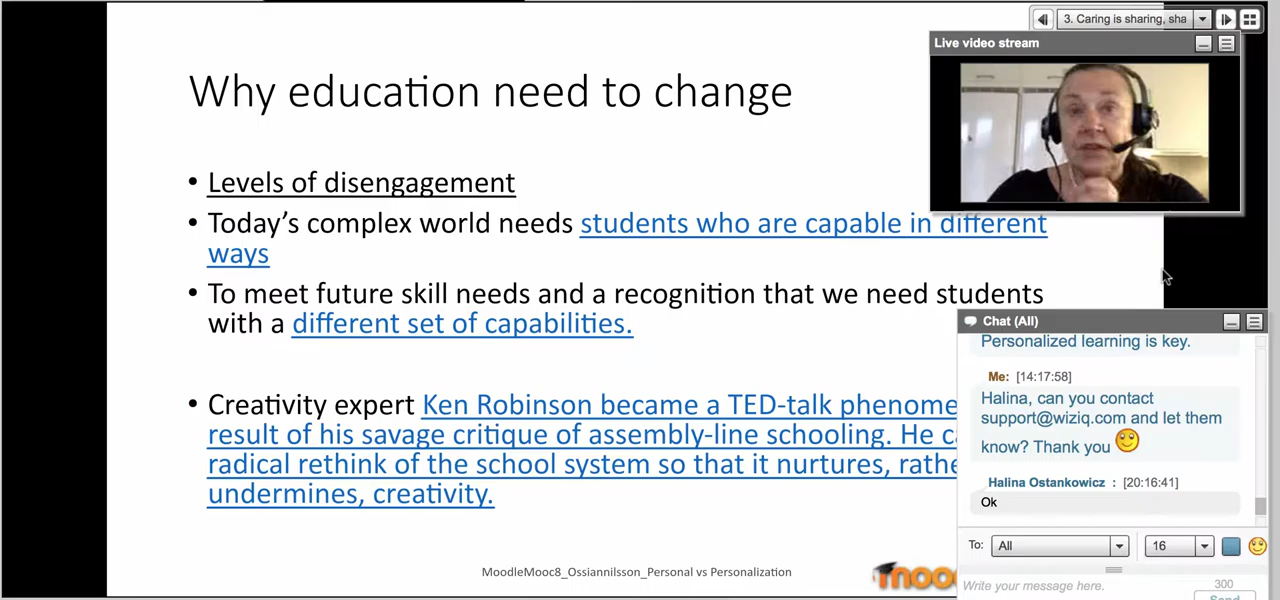 3. Caring is sharing, sha
Live video stream
Why education need to change
• Levels of disengagement
• Today's complex world needs students who are capable in different
ways
• To meet future skill needs and a recognition that we need students
with a different set of capabilities.
• Creativity expert Ken Robinson became a TED-talk phenome
result of his savage critique of assembly-line schooling. He c
radical rethink of the school system so that it nurtures, rathe
undermines, creativity.
MoodleMooc8_Ossiannilsson_Personal vs Personalization
Chat (All)
Personalized learning is key.
Me: [14:17:58]
Halina, can you contact
support@wiziq.com and let them
know? Thank you
Halina Ostankowicz : [20:16:41]
Ok
To: All 16
Write your message here.
300
Send